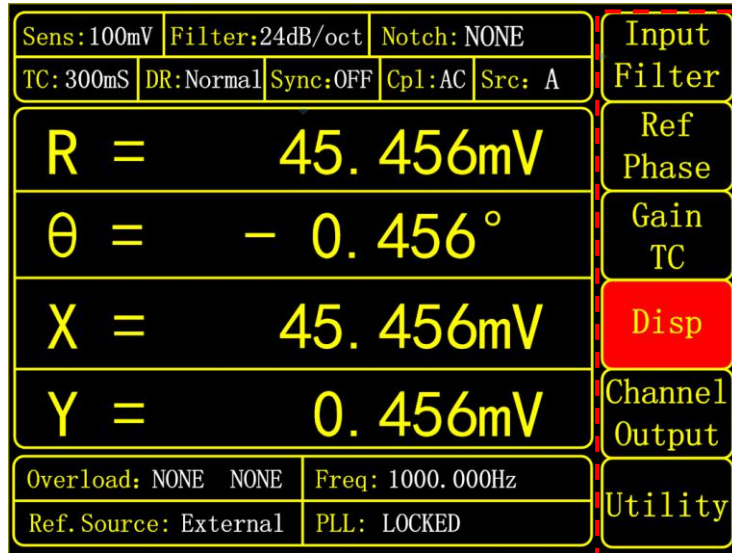 Sens:100mV Filter:24dB/oct Notch:NONE
TC:300mS DR:Normal Sync:OFF Cpl:AC Src: A
R = 45.456mV
θ = - 0.456°
X = 45.456mV
Y = 0.456mV
Overload: NONE NONE Freq: 1000.000Hz
Ref.Source: External PLL: LOCKED
Input
Filter
Ref
Phase
Gain
TC
Disp
Channel
Output
Utility